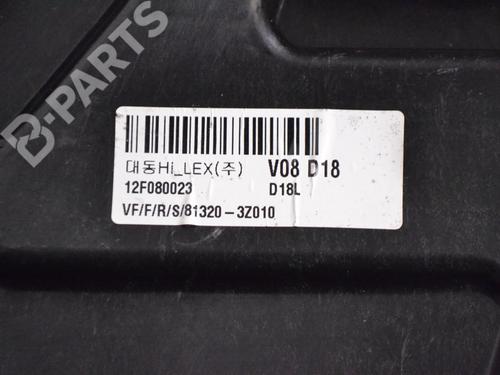 B-PARTS
대동Hi_LEX(주) V08 D18
12F080023 D18L
VF/F/R/S/81320-3Z010